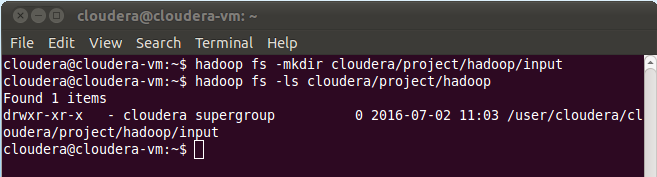 cloudera@cloudera-vm: ~
File Edit View Search Terminal Help
cloudera@cloudera-vm:~$ hadoop fs -mkdir cloudera/project/hadoop/input
cloudera@cloudera-vm:~$ hadoop fs -ls cloudera/project/hadoop
Found 1 items
drwxr-xr-x   - cloudera supergroup          0 2016-07-02 11:03 /user/cloudera/cl
oudera/project/hadoop/input
cloudera@cloudera-vm:~$